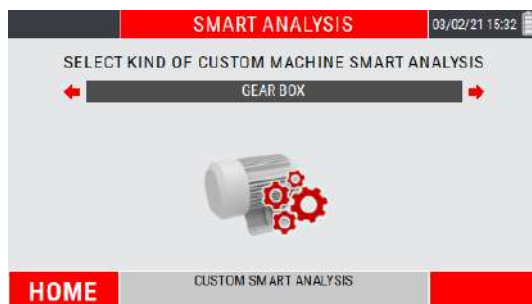 SMART ANALYSIS
03/02/21 15:32
SELECT KIND OF CUSTOM MACHINE SMART ANALYSIS
GEAR BOX
HOME
CUSTOM SMART ANALYSIS